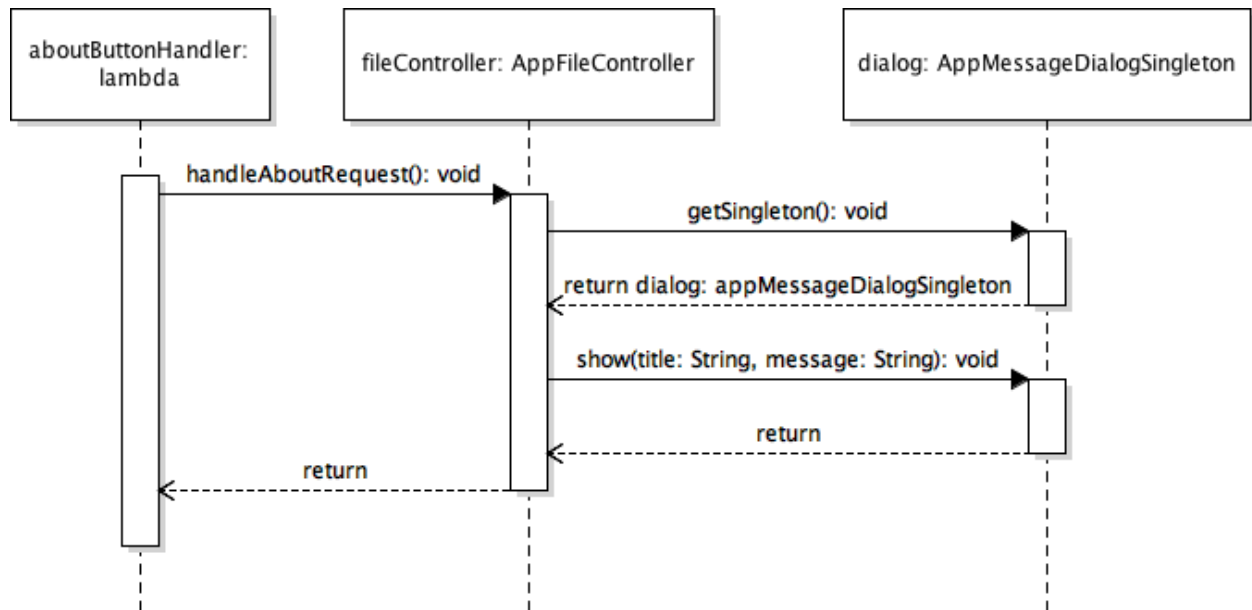 aboutButtonHandler:
lambda
fileController: AppFileController
dialog: AppMessageDialogSingleton
handleAboutRequest(): void
getSingleton(): void
return dialog: appMessageDialogSingleton
show(title: String, message: String): void
return
return